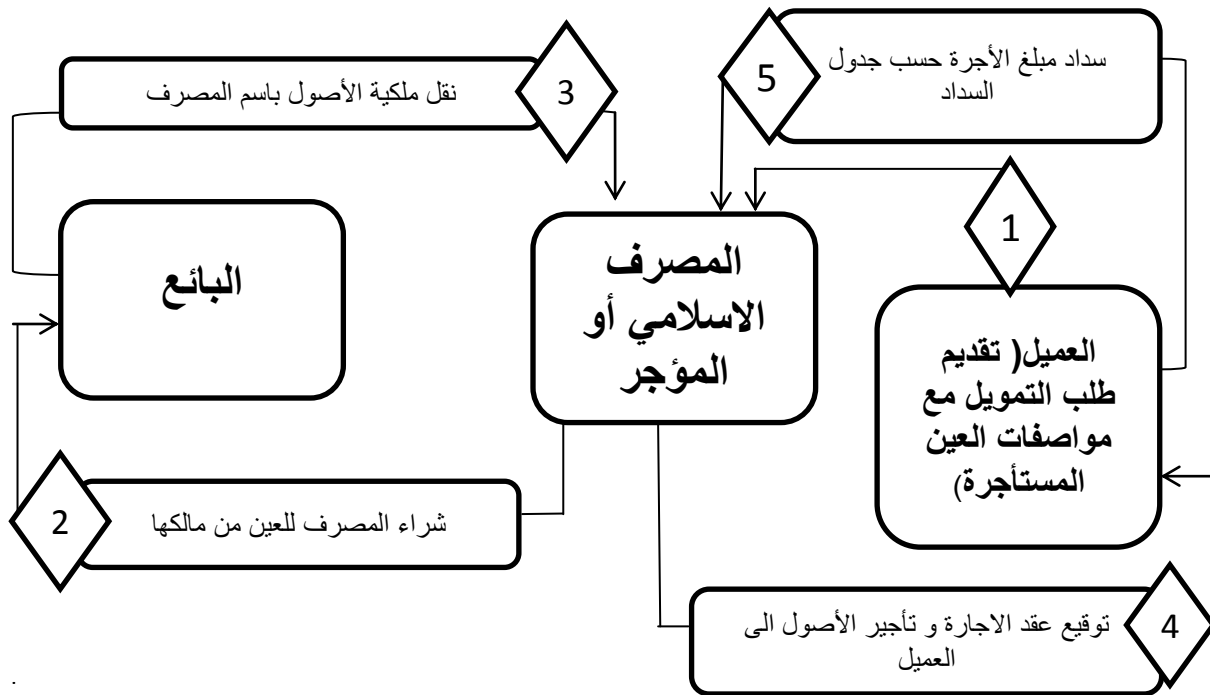 سداد مبلغ الأجرة حسب جدول
السداد
5
3
نقل ملكية الأصول باسم المصرف
1
المصرف
الاسلامي أو
المؤجر
البائع
العميل( تقديم
طلب التمويل مع
مواصفات العين
المستأجرة)
شراء المصرف للعين من مالكها
2
4
توقيع عقد الاجارة و تأجير الأصول الى
العميل
.